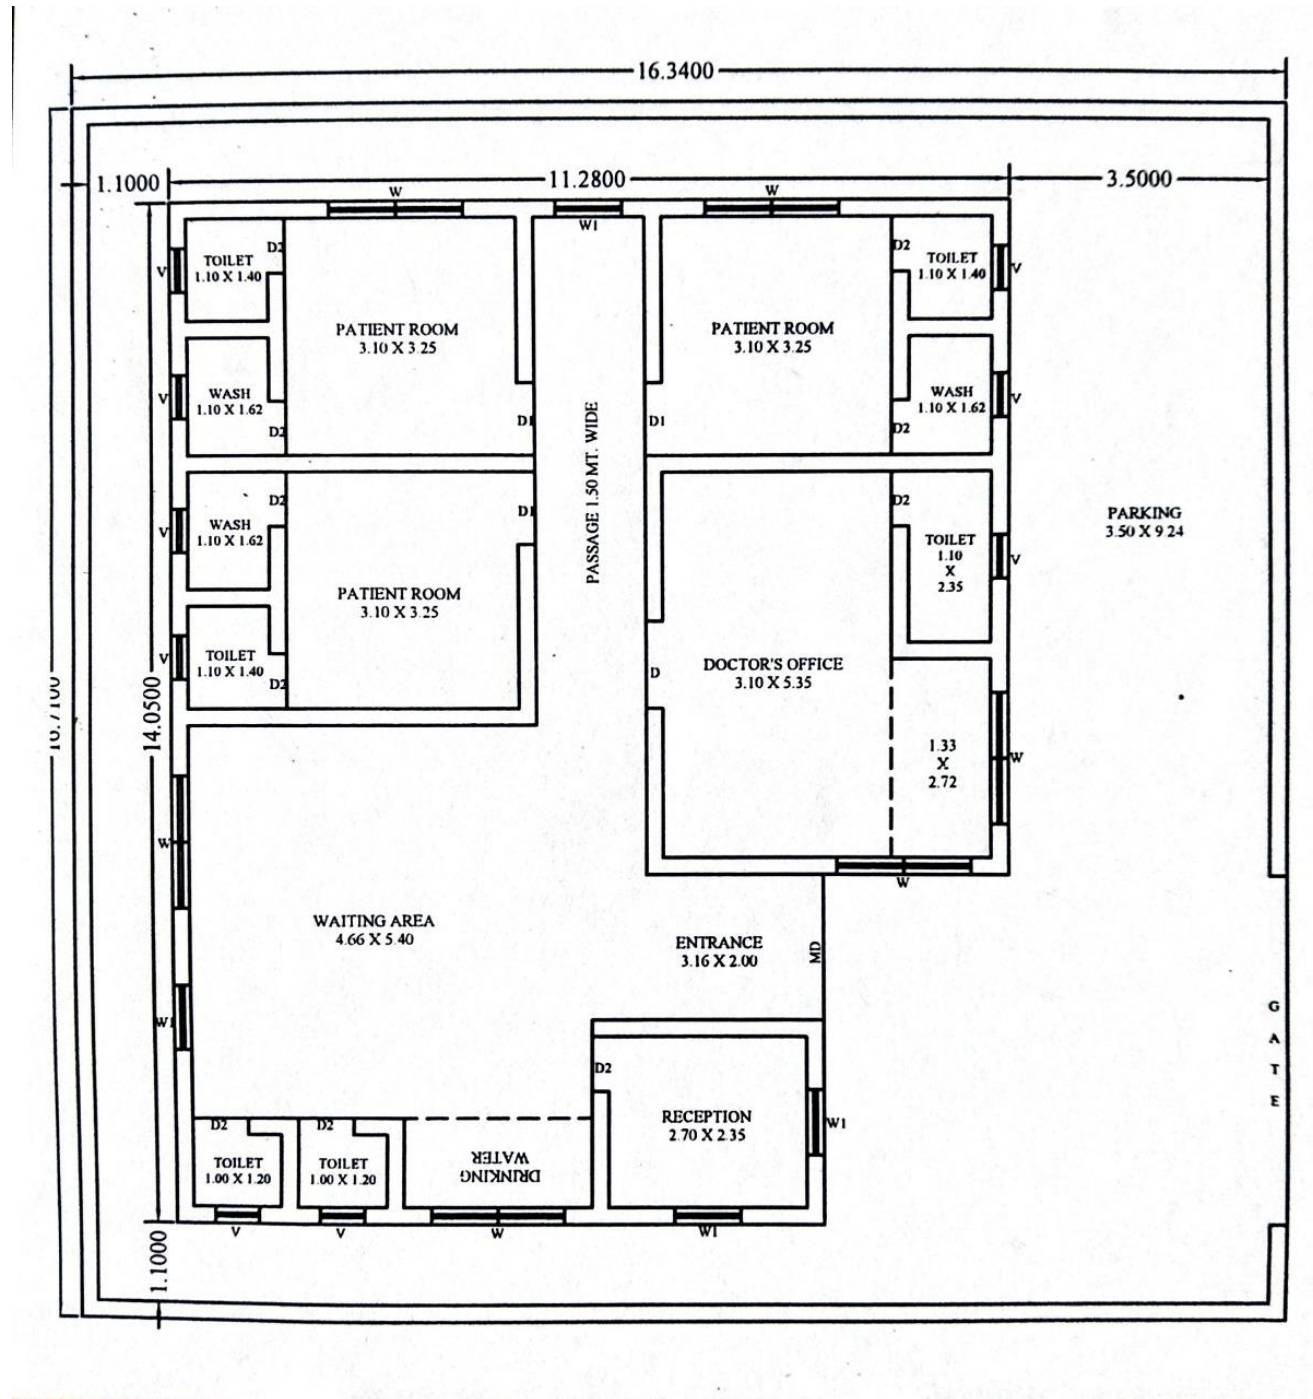 16.3400
1.1000
11.2800
3.5000
W
W1
W
TOILET
1.10 X 1.40
D2
V
PATIENT ROOM
3.10 X 3.25
PATIENT ROOM
3.10 X 3.25
D2
TOILET
1.10 X 1.40
V
WASH
1.10 X 1.62
V
D2
D1
D1
WASH
1.10 X 1.62
V
D2
PASSAGE 1.50 MT. WIDE
WASH
1.10 X 1.62
D2
V
D1
D2
TOILET
1.10
X
2.35
V
PARKING
3.50 X 9.24
PATIENT ROOM
3.10 X 3.25
TOILET
1.10 X 1.40
V
D2
DOCTOR'S OFFICE
3.10 X 5.35
D
14.0500
1.33
X
2.72
W
W
W
WAITING AREA
4.66 X 5.40
ENTRANCE
3.16 X 2.00
MD
W1
GATE
D2
RECEPTION
2.70 X 2.35
W1
D2
TOILET
1.00 X 1.20
D2
TOILET
1.00 X 1.20
DRINKING
WATER
V
V
W
W1
1.1000